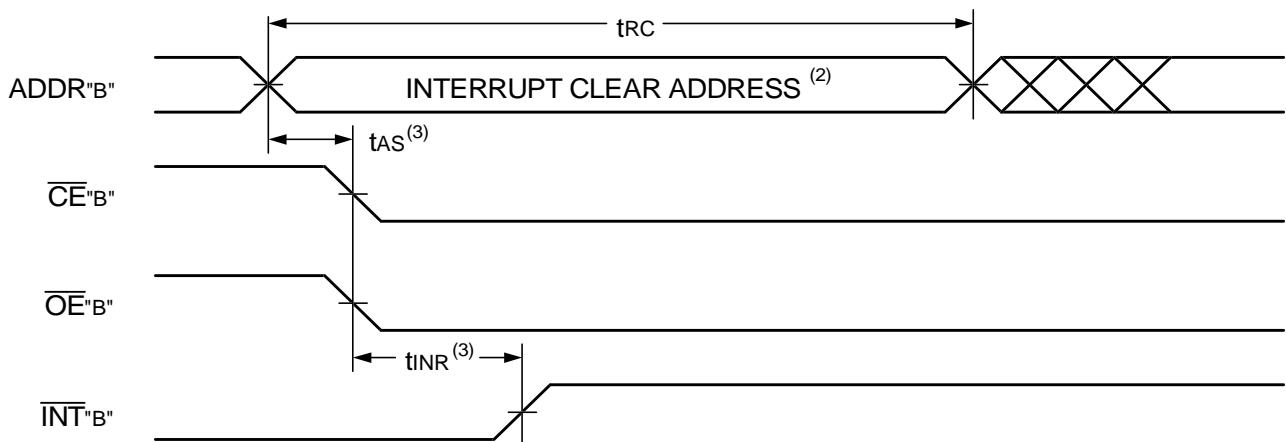 tRC
ADDR"B"
INTERRUPT CLEAR ADDRESS (2)
tAS(3)
CE"B"
OE"B"
tINR(3)
INT"B"